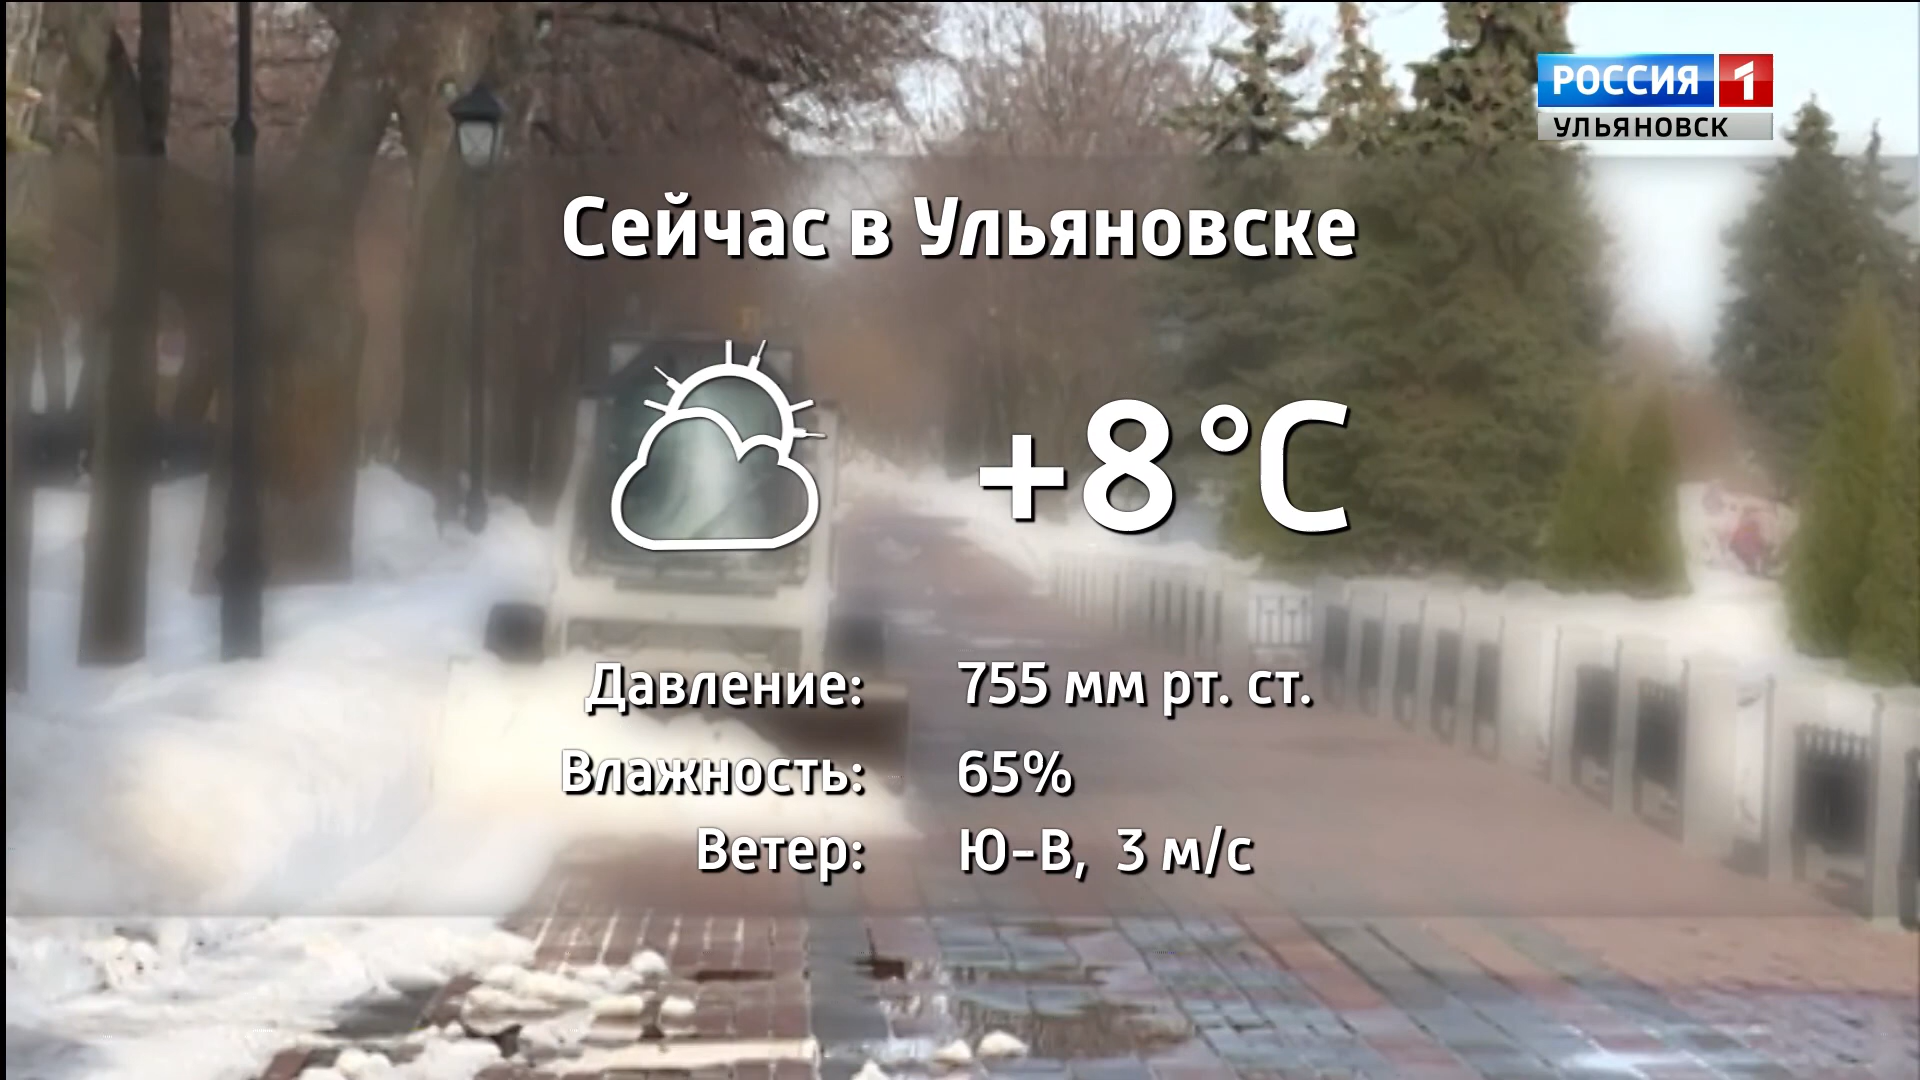 РОССИЯ 1
УЛЬЯНОВСК
Сейчас в Ульяновске
+8°C
Давление: 755 мм рт. ст.
Влажность: 65%
Ветер: Ю-В, 3 м/с